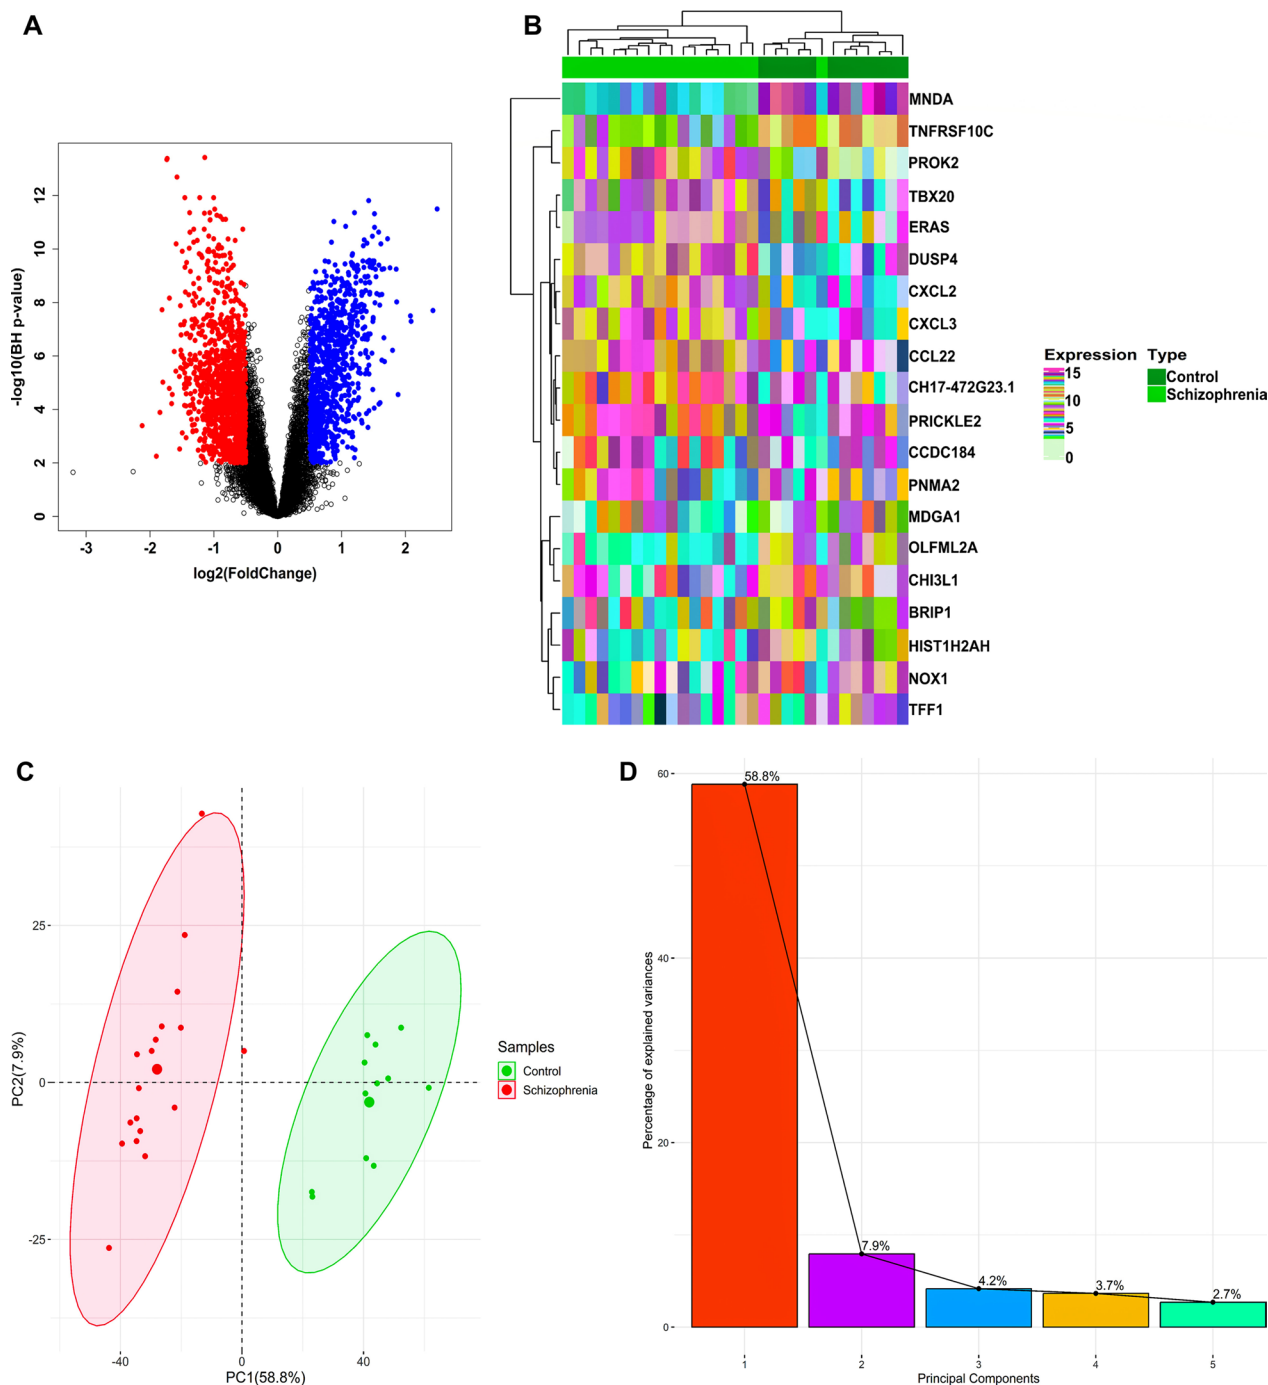 A
-log10(BH p-value)
12
10
8
6
4
2
0
-3
-2
-1
0
1
2
log2(FoldChange)
B
MNDA
TNFRSF10C
PROK2
TBX20
ERAS
DUSP4
CXCL2
CXCL3
CCL22
CH17-472G23.1
PRICKLE2
CCDC184
PNMA2
MDGA1
OLFML2A
CHI3L1
BRIP1
HIST1H2AH
NOX1
TFF1
Expression
15
10
5
0
Type
Control
Schizophrenia
C
PC2(7.9%)
25
0
-25
-40
0
40
PC1(58.8%)
Samples
Control
Schizophrenia
D
Percentage of explained variances
60
40
20
0
58.8%
7.9%
4.2%
3.7%
2.7%
1
2
3
4
5
Principal Components